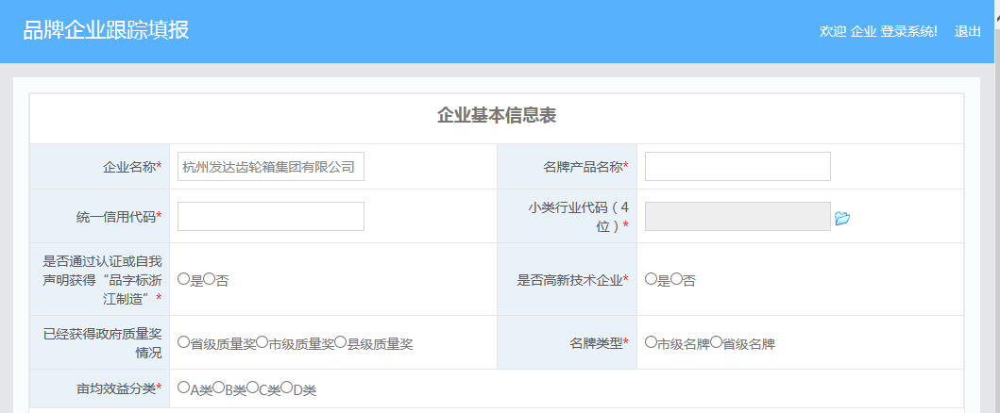 品牌企业跟踪填报
欢迎 企业 登录系统! 退出
企业基本信息表
企业名称* 杭州发达齿轮箱集团有限公司 名牌产品名称*
统一信用代码* 小类行业代码（4
位）*
是否通过认证或自我
声明获得“品字标浙
江制造”* 是否 是否高新技术企业* 是否
已经获得政府质量奖
情况 省级质量奖市级质量奖县级质量奖 名牌类型* 市级名牌省级名牌
亩均效益分类* A类B类C类D类